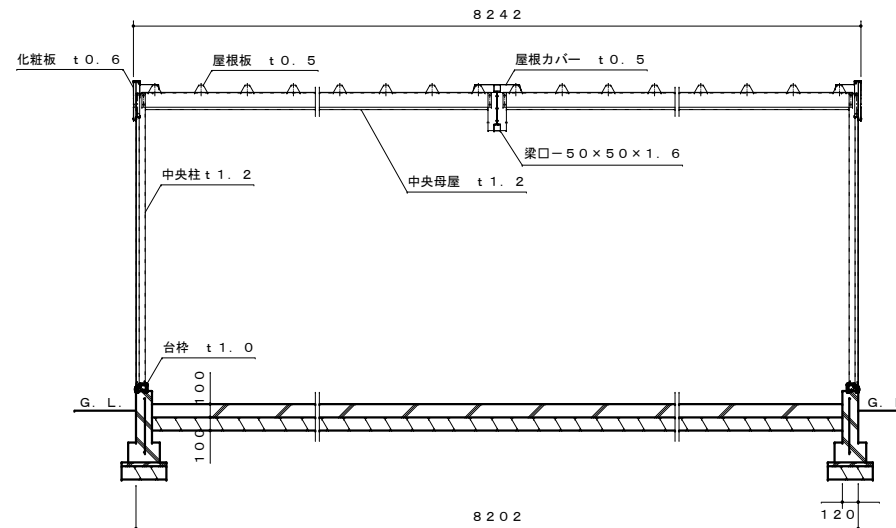 8242
化粧板 t0.6
屋根板 t0.5
屋根カバー t0.5
梁口－50×50×1.6
中央柱t1.2
中央母屋 t1.2
台枠 t1.0
100
G. L.
G. L
100
8202
120